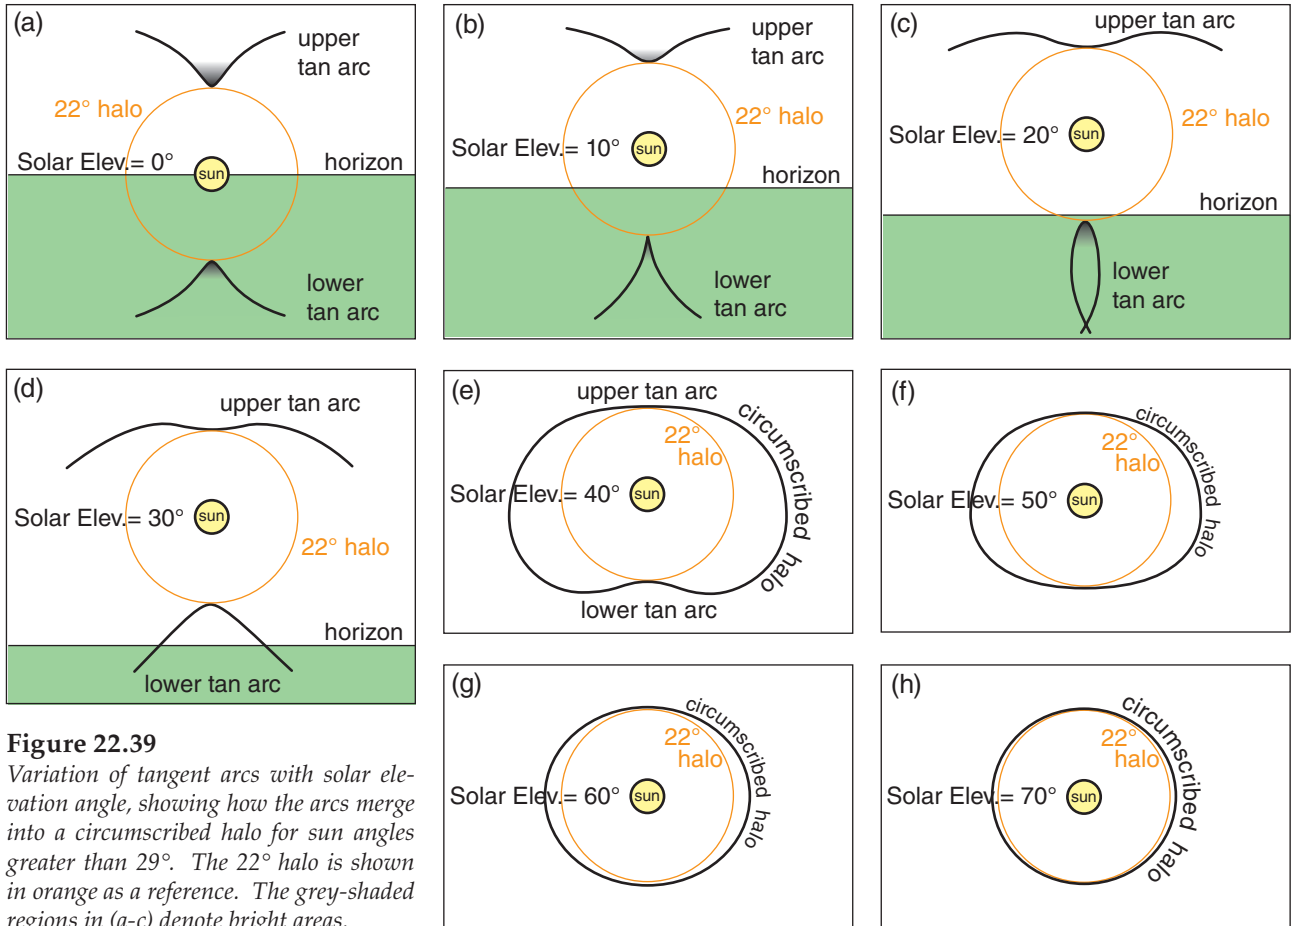 (a)
upper
tan arc
22° halo
Solar Elev.= 0°
sun
horizon
lower
tan arc
(b)
upper
tan arc
22° halo
Solar Elev.= 10°
sun
horizon
lower
tan arc
(c)
upper tan arc
22° halo
Solar Elev.= 20°
sun
horizon
lower
tan arc
(d)
upper tan arc
Solar Elev.= 30°
sun
22° halo
horizon
lower tan arc
(e)
upper tan arc
circumscribed halo
22°
halo
Solar Elev.= 40°
sun
lower tan arc
(f)
circumscribed halo
22°
halo
Solar Elev.= 50°
sun
(g)
circumscribed halo
22°
halo
Solar Elev.= 60°
sun
(h)
circumscribed halo
22°
halo
Solar Elev.= 70°
sun
Figure 22.39
Variation of tangent arcs with solar ele-
vation angle, showing how the arcs merge
into a circumscribed halo for sun angles
greater than 29°. The 22° halo is shown
in orange as a reference. The grey-shaded
regions in (a-c) denote bright areas.